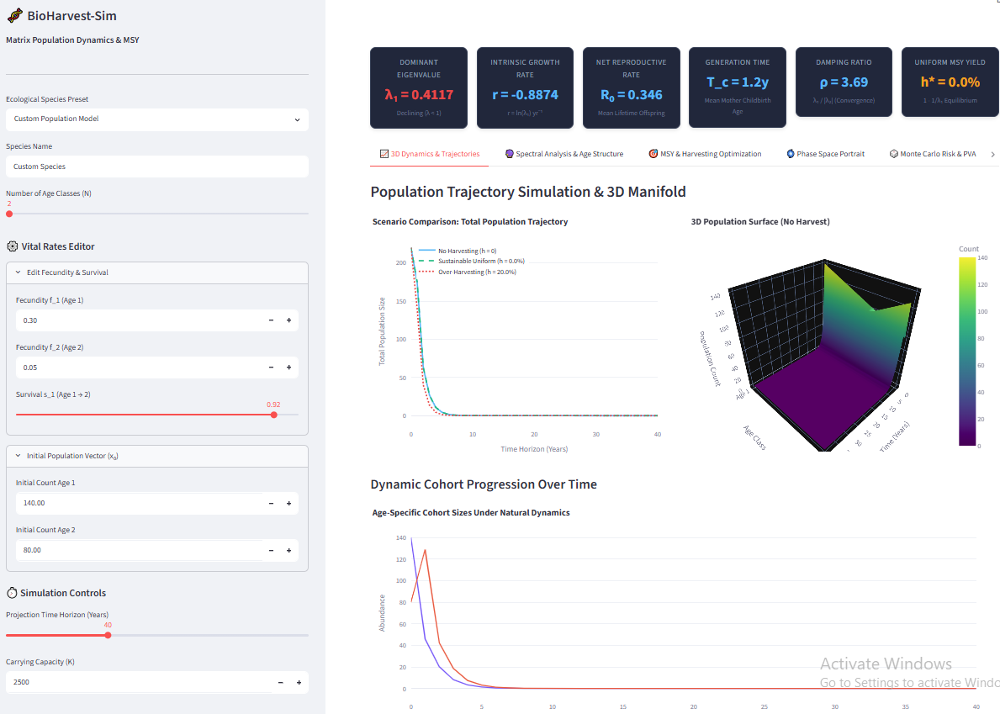 BioHarvest-Sim
Matrix Population Dynamics & MSY
Ecological Species Preset
Custom Population Model
Species Name
Custom Species
Number of Age Classes (N)
2
Vital Rates Editor
Edit Fecundity & Survival
Fecundity f_1 (Age 1)
0.30
Fecundity f_2 (Age 2)
0.05
Survival s_1 (Age 1 → 2)
0.92
Initial Population Vector (x₀)
Initial Count Age 1
140.00
Initial Count Age 2
80.00
Simulation Controls
Projection Time Horizon (Years)
40
Carrying Capacity (K)
2500
DOMINANT
EIGENVALUE
λ₁ = 0.4117
Declining (λ < 1)
INTRINSIC GROWTH
RATE
r = -0.8874
r = ln(λ₁) yr⁻¹
NET REPRODUCTIVE
RATE
R₀ = 0.346
Mean Lifetime Offspring
GENERATION TIME
T_c = 1.2y
Mean Mother Childbirth
Age
DAMPING RATIO
ρ = 3.69
λ₁ / |λ₂| (Convergence)
UNIFORM MSY YIELD
h* = 0.0%
1 - 1/λ₁ Equilibrium
3D Dynamics & Trajectories
Spectral Analysis & Age Structure
MSY & Harvesting Optimization
Phase Space Portrait
Monte Carlo Risk & PVA
Population Trajectory Simulation & 3D Manifold
Scenario Comparison: Total Population Trajectory
No Harvesting (h = 0)
Sustainable Uniform (h = 0.0%)
Over-Harvesting (h = 20.0%)
200
150
100
50
0
Total Population Size
0 10 20 30 40
Time Horizon (Years)
3D Population Surface (No Harvest)
Count
140
120
100
80
60
40
20
0
140
120
100
80
60
40
20
0
Population Count
Age 1
Age Class
0
5
10
15
20
25
30
Time (Years)
Dynamic Cohort Progression Over Time
Age-Specific Cohort Sizes Under Natural Dynamics
140
120
100
80
60
40
20
0
Abundance
0 5 10 15 20 25 30 35 40
Activate Windows
Go to Settings to activate Windo